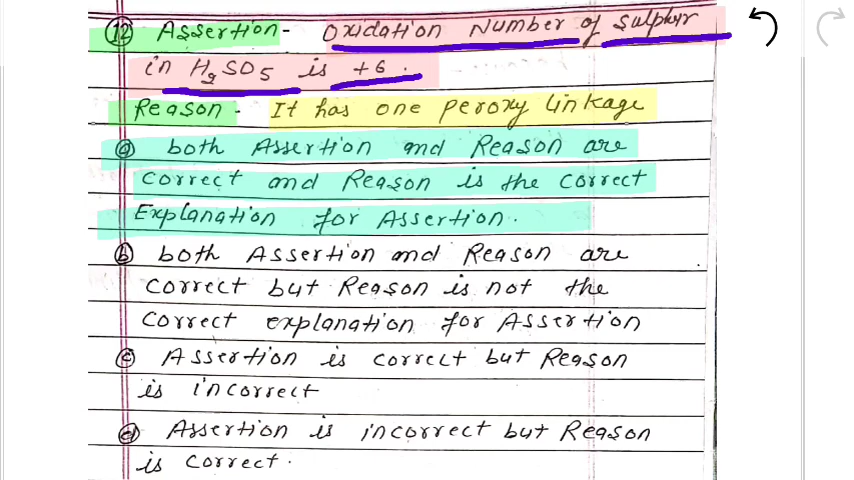 (12) Assertion - Oxidation Number of Sulphur
in H2SO5 is +6.
Reason - It has one peroxy linkage
(a) both Assertion and Reason are
correct and Reason is the correct
Explanation for Assertion.
(b) both Assertion and Reason are
correct but Reason is not the
correct explanation for Assertion
(c) Assertion is correct but Reason
is incorrect
(d) Assertion is incorrect but Reason
is correct.